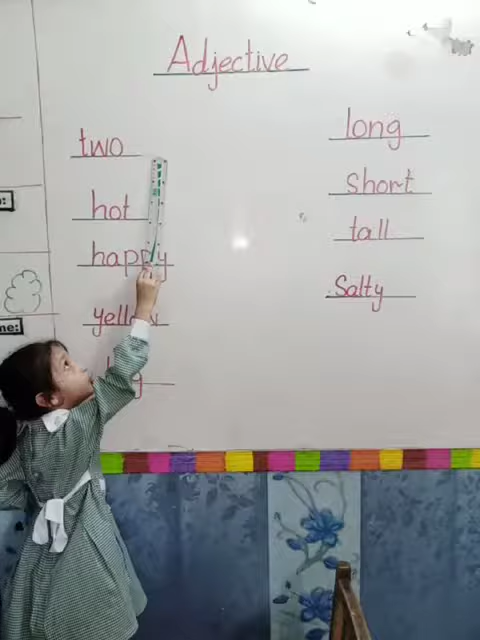 Adjective
two
hot
happy
yellow
long
short
tall
Salty